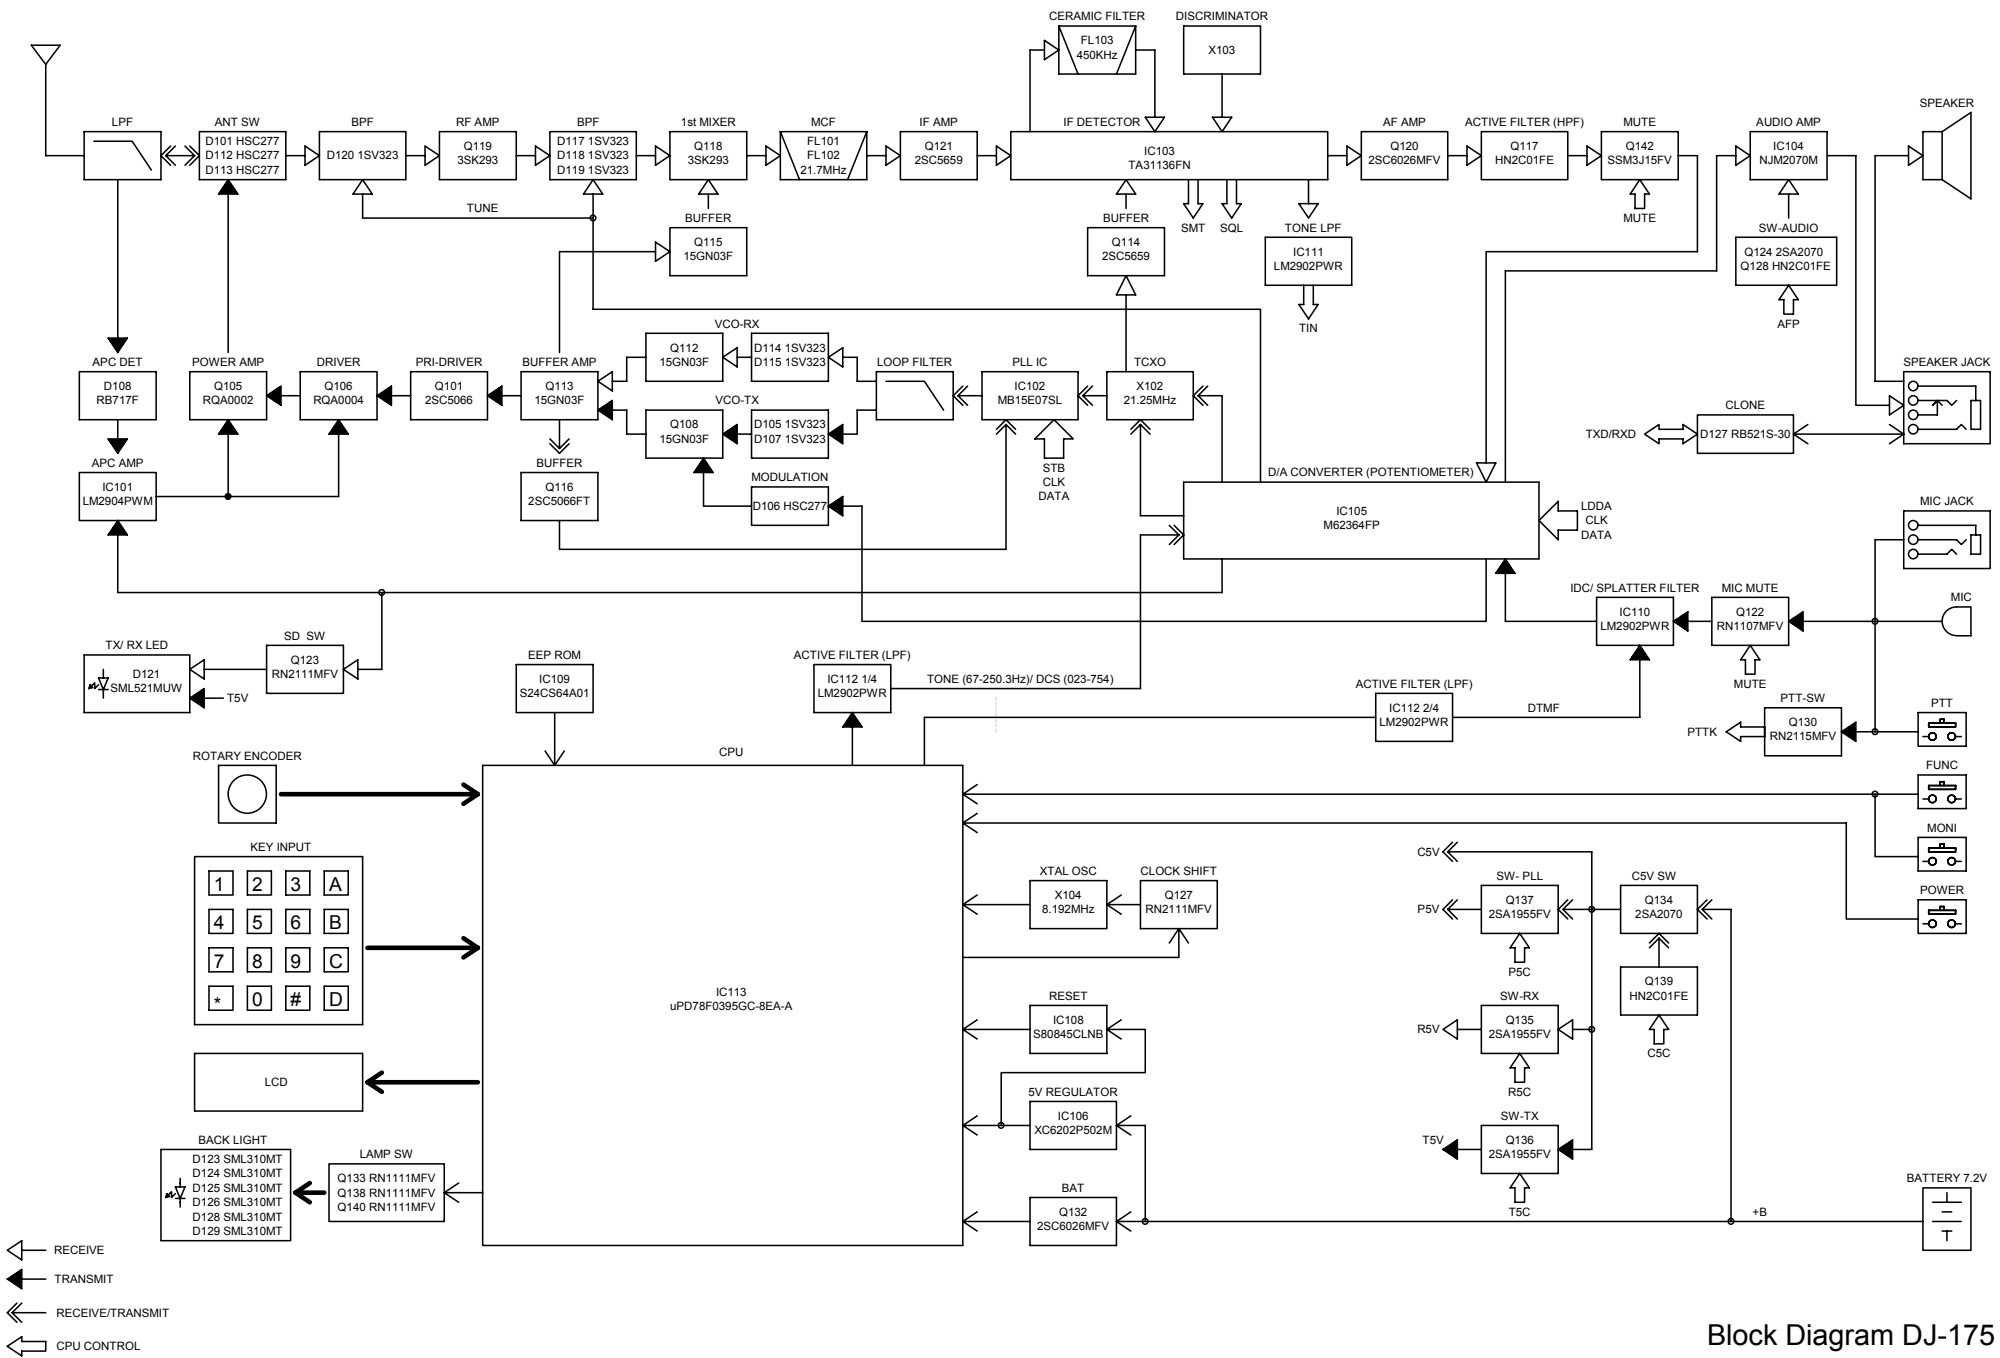 CERAMIC FILTER
FL103
450KHz
DISCRIMINATOR
X103
LPF
ANT SW
D101 HSC277
D112 HSC277
D113 HSC277
BPF
D120 1SV323
RF AMP
Q119
3SK293
BPF
D117 1SV323
D118 1SV323
D119 1SV323
1st MIXER
Q118
3SK293
MCF
FL101
FL102
21.7MHz
IF AMP
Q121
2SC5659
IF DETECTOR
IC103
TA31136FN
AF AMP
Q120
2SC6026MFV
ACTIVE FILTER (HPF)
Q117
HN2C01FE
MUTE
Q142
SSM3J15FV
MUTE
AUDIO AMP
IC104
NJM2070M
SPEAKER
TUNE
BUFFER
Q115
15GN03F
BUFFER
Q114
2SC5659
SMT
SQL
TONE LPF
IC111
LM2902PWR
TIN
SW-AUDIO
Q124 2SA2070
Q128 HN2C01FE
AFP
APC DET
D108
RB717F
POWER AMP
Q105
RQA0002
DRIVER
Q106
RQA0004
PRI-DRIVER
Q101
2SC5066
BUFFER AMP
Q113
15GN03F
VCO-RX
Q112
15GN03F
D114 1SV323
D115 1SV323
VCO-TX
Q108
15GN03F
D105 1SV323
D107 1SV323
LOOP FILTER
PLL IC
IC102
MB15E07SL
TCXO
X102
21.25MHz
STB
CLK
DATA
SPEAKER JACK
CLONE
TXD/RXD
D127 RB521S-30
APC AMP
IC101
LM2904PWM
BUFFER
Q116
2SC5066FT
MODULATION
D106 HSC277
D/A CONVERTER (POTENTIOMETER)
IC105
M62364FP
LDDA
CLK
DATA
MIC JACK
MIC
IDC/ SPLATTER FILTER
IC110
LM2902PWR
MIC MUTE
Q122
RN1107MFV
MUTE
TX/ RX LED
D121
SML521MUW
T5V
SD SW
Q123
RN2111MFV
EEP ROM
IC109
S24CS64A01
ACTIVE FILTER (LPF)
IC112 1/4
LM2902PWR
TONE (67-250.3Hz)/ DCS (023-754)
ACTIVE FILTER (LPF)
IC112 2/4
LM2902PWR
DTMF
PTT-SW
Q130
RN2115MFV
PTTK
PTT
FUNC
MONI
POWER
ROTARY ENCODER
CPU
IC113
uPD78F0395GC-8EA-A
KEY INPUT
1 2 3 A
4 5 6 B
7 8 9 C
* 0 # D
LCD
BACK LIGHT
D123 SML310MT
D124 SML310MT
D125 SML310MT
D126 SML310MT
D128 SML310MT
D129 SML310MT
LAMP SW
Q133 RN1111MFV
Q138 RN1111MFV
Q140 RN1111MFV
XTAL OSC
X104
8.192MHz
CLOCK SHIFT
Q127
RN2111MFV
RESET
IC108
S80845CLNB
5V REGULATOR
IC106
XC6202P502M
BAT
Q132
2SC6026MFV
C5V
SW- PLL
P5V
Q137
2SA1955FV
P5C
C5V SW
Q134
2SA2070
Q139
HN2C01FE
C5C
SW-RX
R5V
Q135
2SA1955FV
R5C
SW-TX
T5V
Q136
2SA1955FV
T5C
+B
BATTERY 7.2V
RECEIVE
TRANSMIT
RECEIVE/TRANSMIT
CPU CONTROL
Block Diagram DJ-175